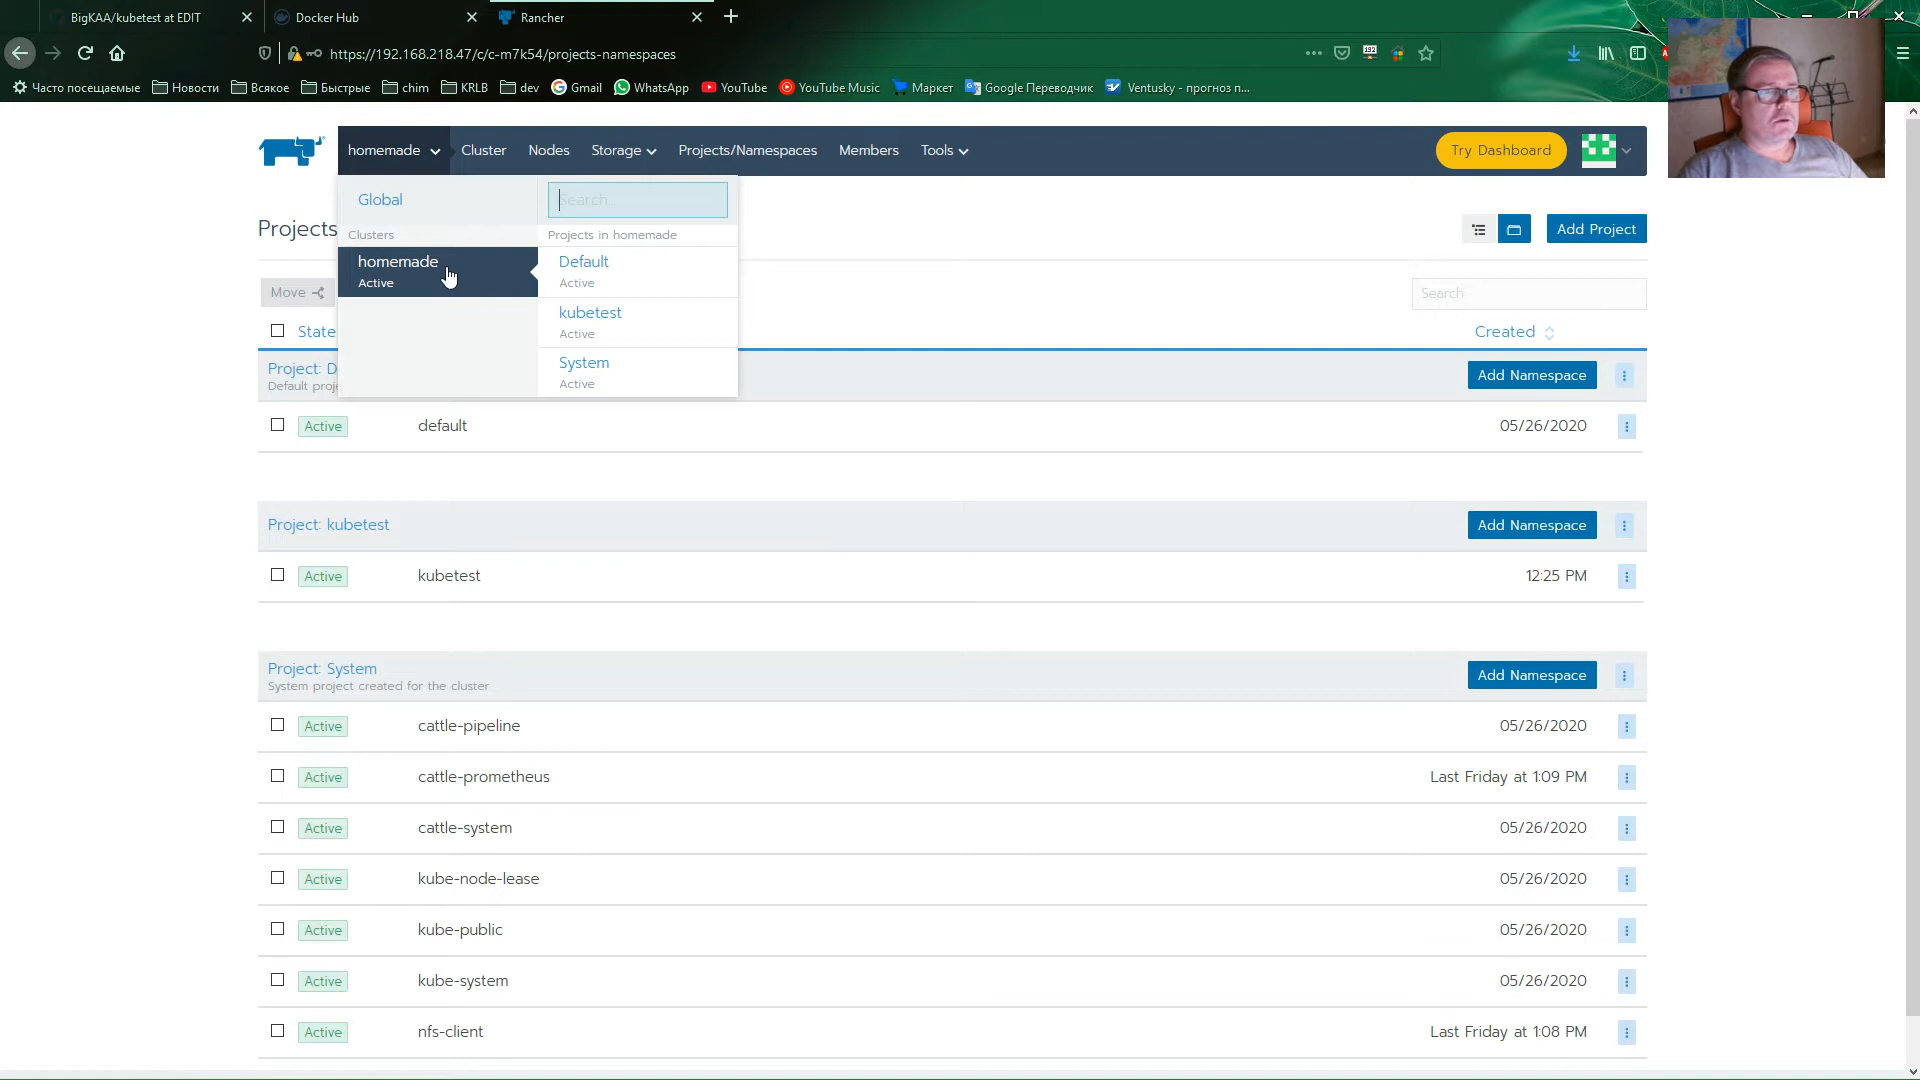 BigKAA/kubetest at EDIT
Docker Hub
Rancher
https://192.168.218.47/c/c-m7k54/projects-namespaces
Часто посещаемые
Новости
Всякое
Быстрые
chim
KRLB
dev
Gmail
WhatsApp
YouTube
YouTube Music
Маркет
Google Переводчик
Ventusky - прогноз п...
homemade
Cluster
Nodes
Storage
Projects/Namespaces
Members
Tools
Try Dashboard
Global
Search...
Projects
Add Project
Clusters
Projects in homemade
homemade
Active
Default
Active
Move
Search
kubetest
Active
State
Created
System
Active
Project: D
Default proje
Add Namespace
Active
default
05/26/2020
Project: kubetest
Add Namespace
Active
kubetest
12:25 PM
Project: System
System project created for the cluster
Add Namespace
Active
cattle-pipeline
05/26/2020
Active
cattle-prometheus
Last Friday at 1:09 PM
Active
cattle-system
05/26/2020
Active
kube-node-lease
05/26/2020
Active
kube-public
05/26/2020
Active
kube-system
05/26/2020
Active
nfs-client
Last Friday at 1:08 PM